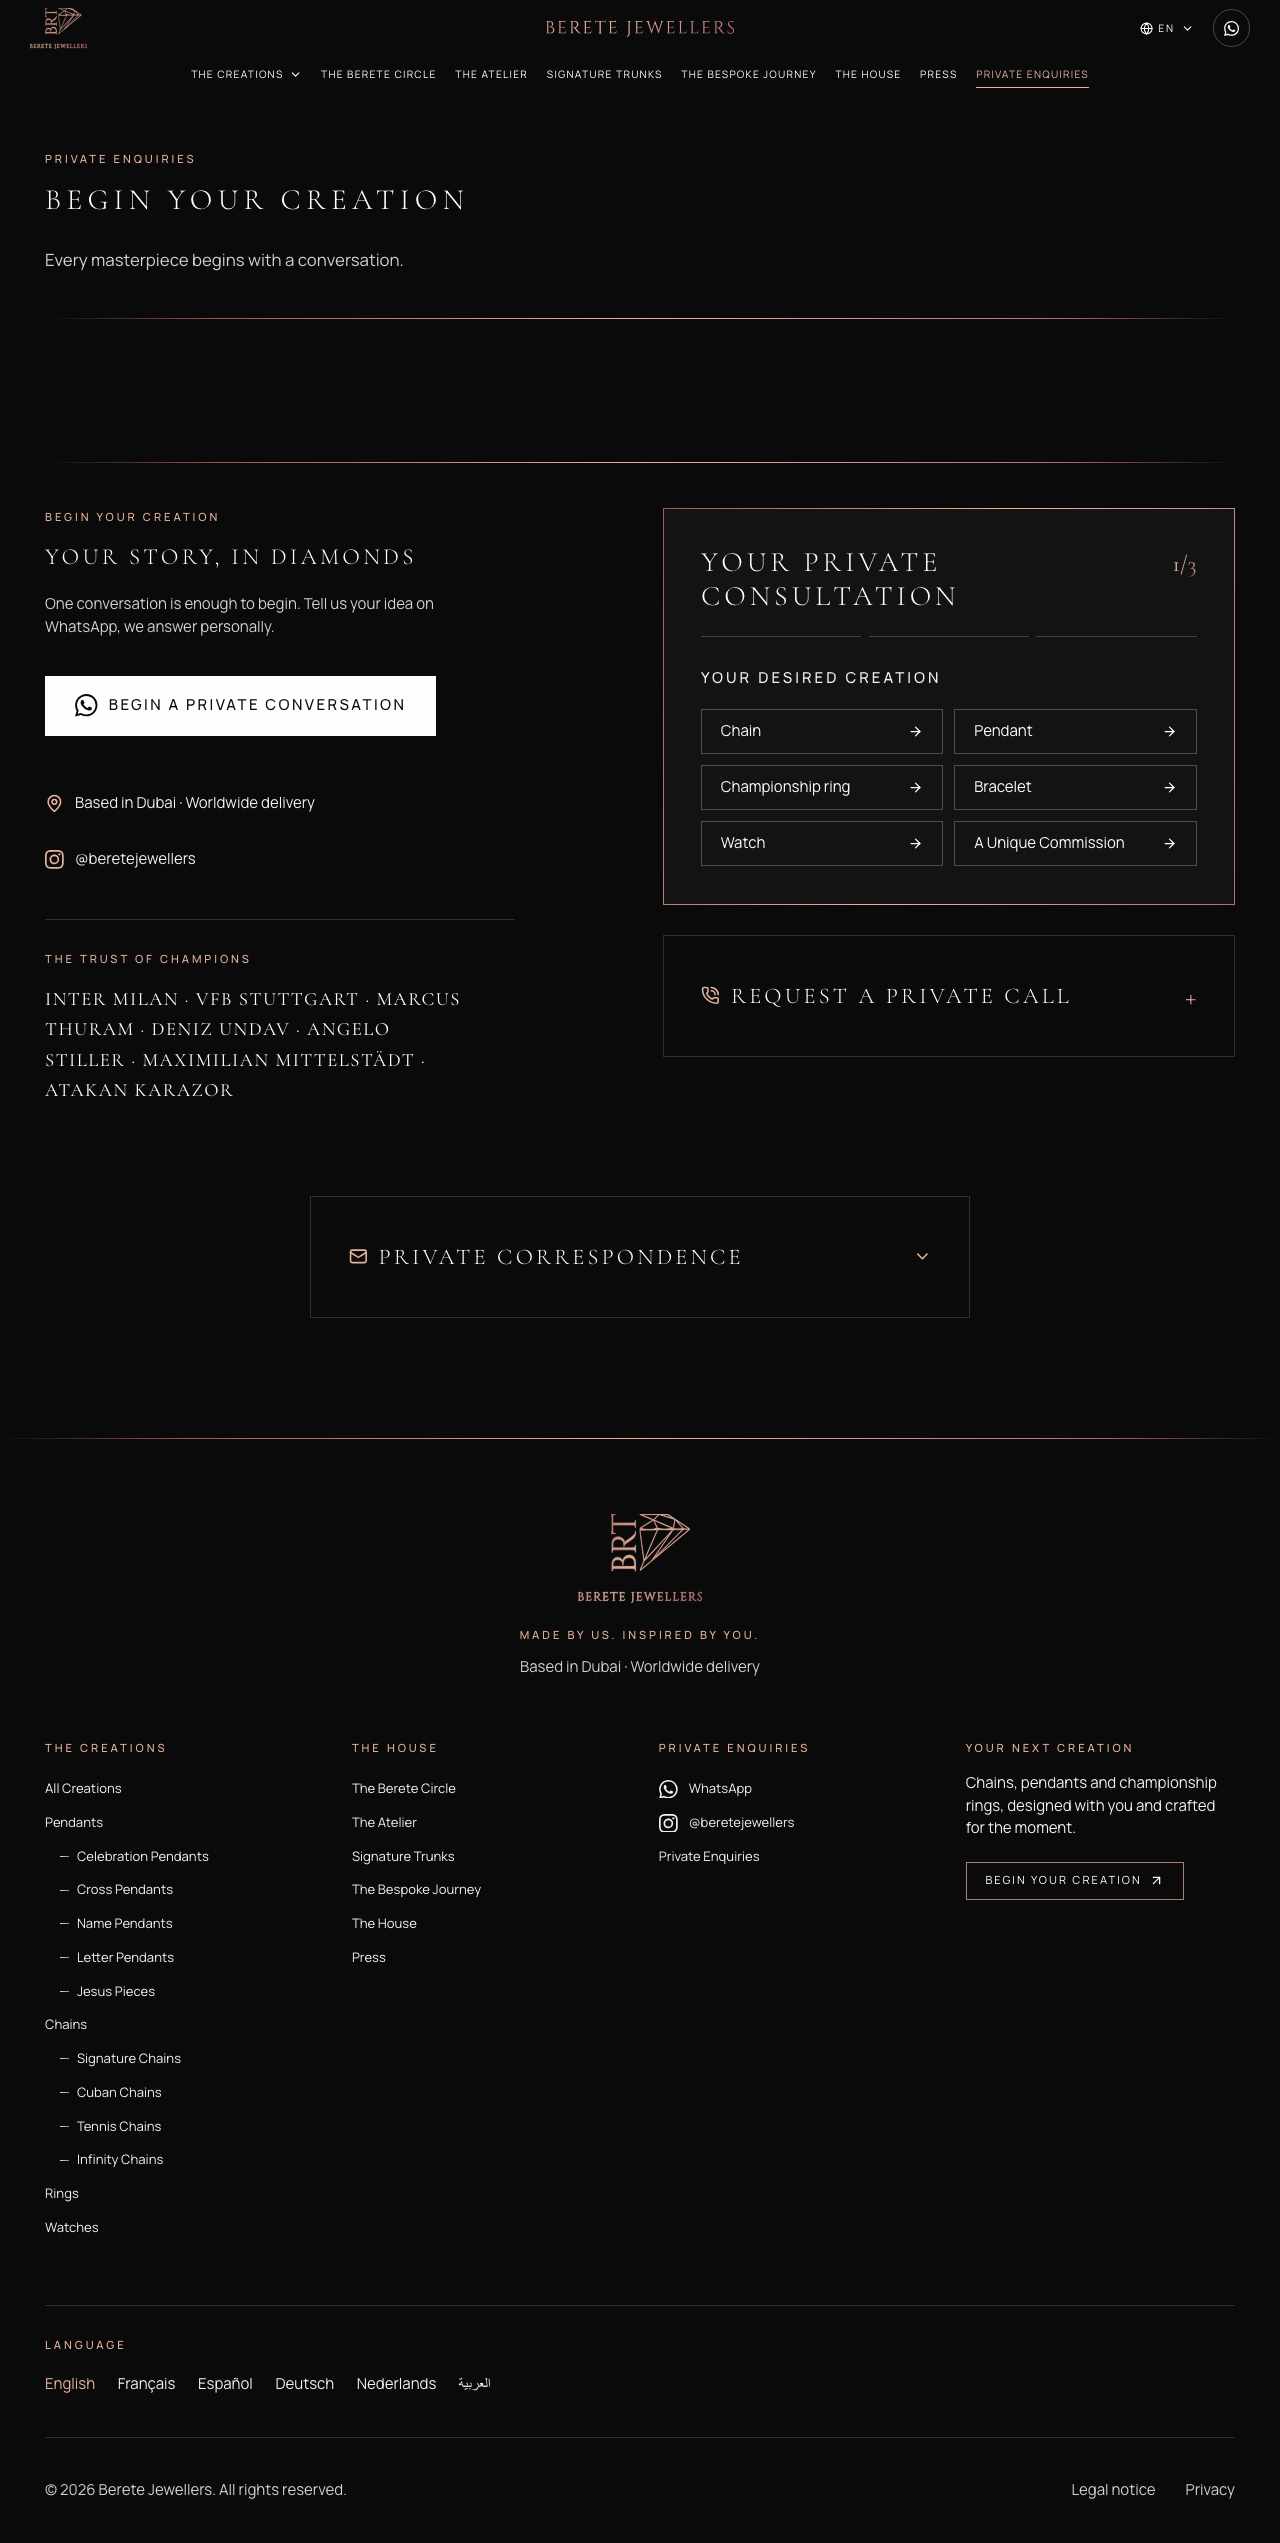 BRT
BERETE JEWELLERS
BERETE JEWELLERS
EN
THE CREATIONS
THE BERETE CIRCLE
THE ATELIER
SIGNATURE TRUNKS
THE BESPOKE JOURNEY
THE HOUSE
PRESS
PRIVATE ENQUIRIES
PRIVATE ENQUIRIES
BEGIN YOUR CREATION
Every masterpiece begins with a conversation.
BEGIN YOUR CREATION
YOUR STORY, IN DIAMONDS
One conversation is enough to begin. Tell us your idea on
WhatsApp, we answer personally.
BEGIN A PRIVATE CONVERSATION
Based in Dubai · Worldwide delivery
@beretejewellers
THE TRUST OF CHAMPIONS
INTER MILAN · VFB STUTTGART · MARCUS
THURAM · DENIZ UNDAV · ANGELO
STILLER · MAXIMILIAN MITTELSTÄDT ·
ATAKAN KARAZOR
YOUR PRIVATE
CONSULTATION
1/3
YOUR DESIRED CREATION
Chain
Pendant
Championship ring
Bracelet
Watch
A Unique Commission
REQUEST A PRIVATE CALL
+
PRIVATE CORRESPONDENCE
BRT
BERETE JEWELLERS
MADE BY US. INSPIRED BY YOU.
Based in Dubai · Worldwide delivery
THE CREATIONS
All Creations
Pendants
— Celebration Pendants
— Cross Pendants
— Name Pendants
— Letter Pendants
— Jesus Pieces
Chains
— Signature Chains
— Cuban Chains
— Tennis Chains
— Infinity Chains
Rings
Watches
THE HOUSE
The Berete Circle
The Atelier
Signature Trunks
The Bespoke Journey
The House
Press
PRIVATE ENQUIRIES
WhatsApp
@beretejewellers
Private Enquiries
YOUR NEXT CREATION
Chains, pendants and championship
rings, designed with you and crafted
for the moment.
BEGIN YOUR CREATION
LANGUAGE
English Français Español Deutsch Nederlands العربية
© 2026 Berete Jewellers. All rights reserved.
Legal notice Privacy